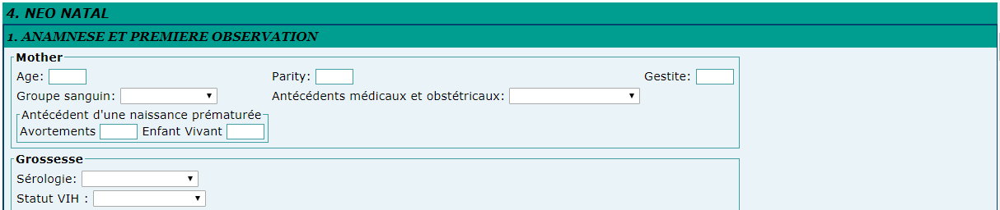 4. NEO NATAL
1. ANAMNESE ET PREMIERE OBSERVATION
Mother
Age: Parity: Gestite:
Groupe sanguin: Antécédents médicaux et obstétricaux:
Antécédent d'une naissance prématurée
Avortements Enfant Vivant
Grossesse
Sérologie:
Statut VIH :